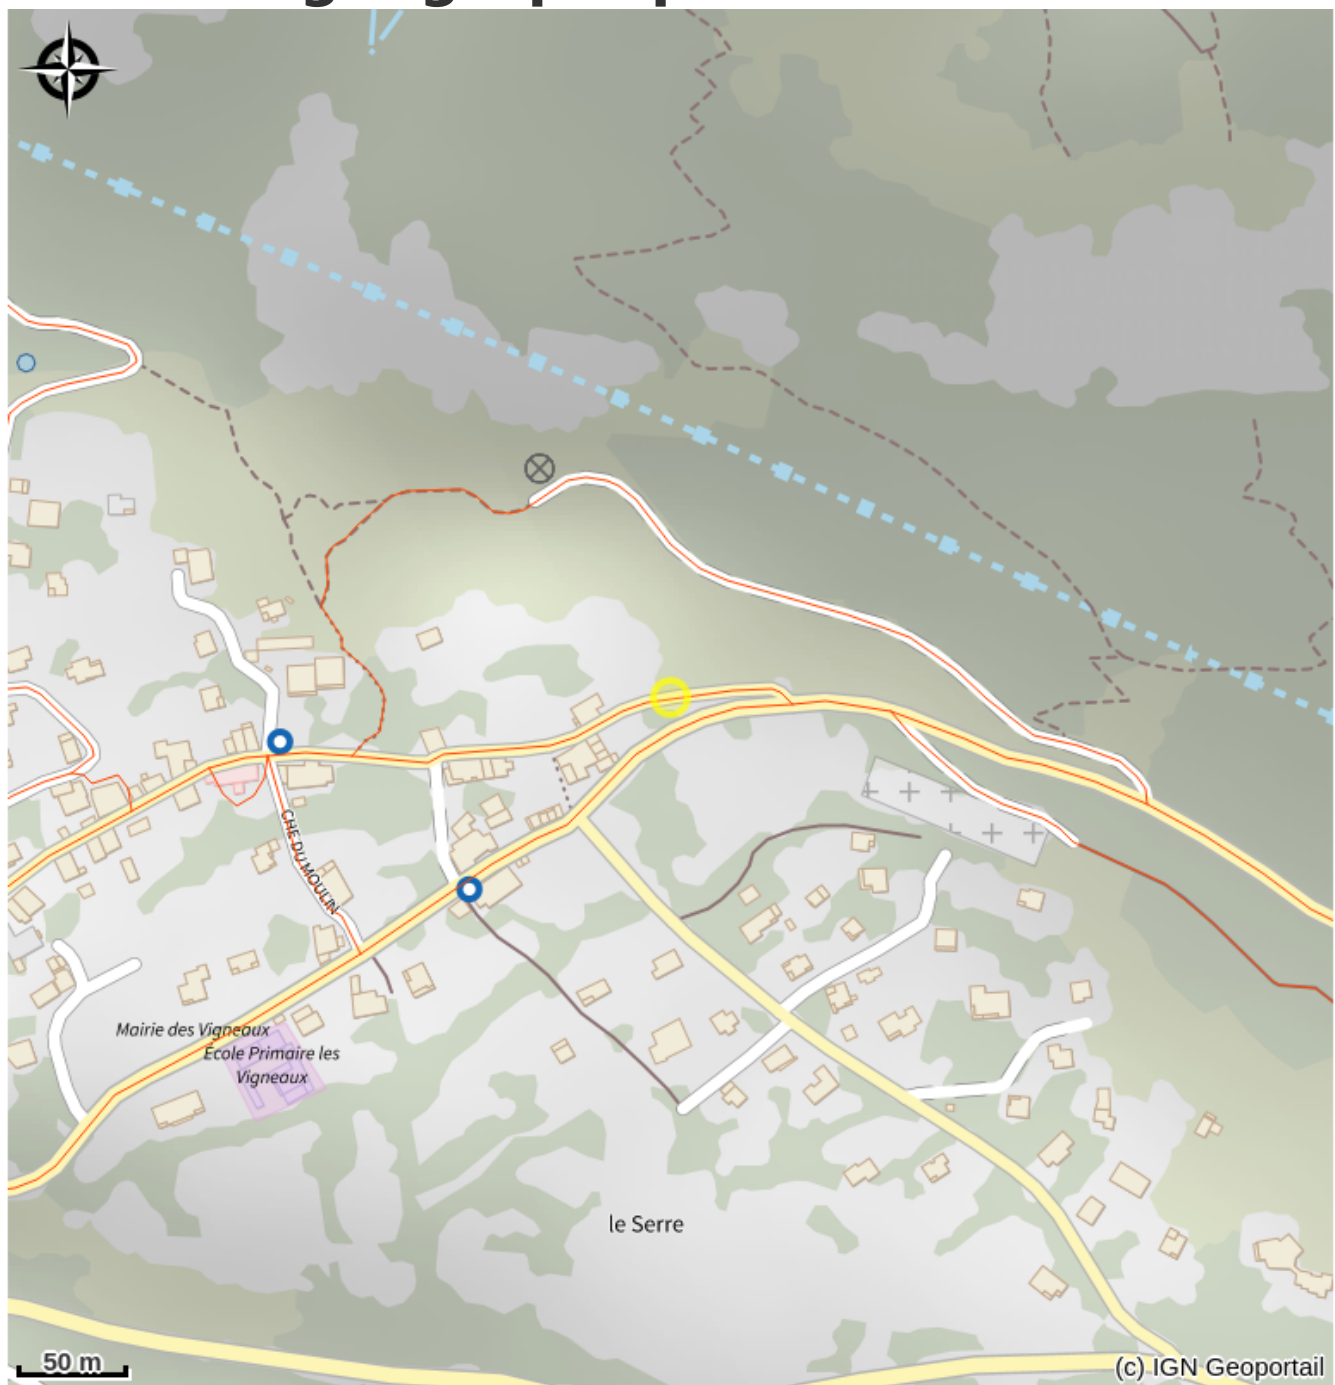 CHE DU MOULIN
Mairie des Vigneaux
École Primaire les
Vigneaux
le Serre
50 m
(c) IGN Geoportail